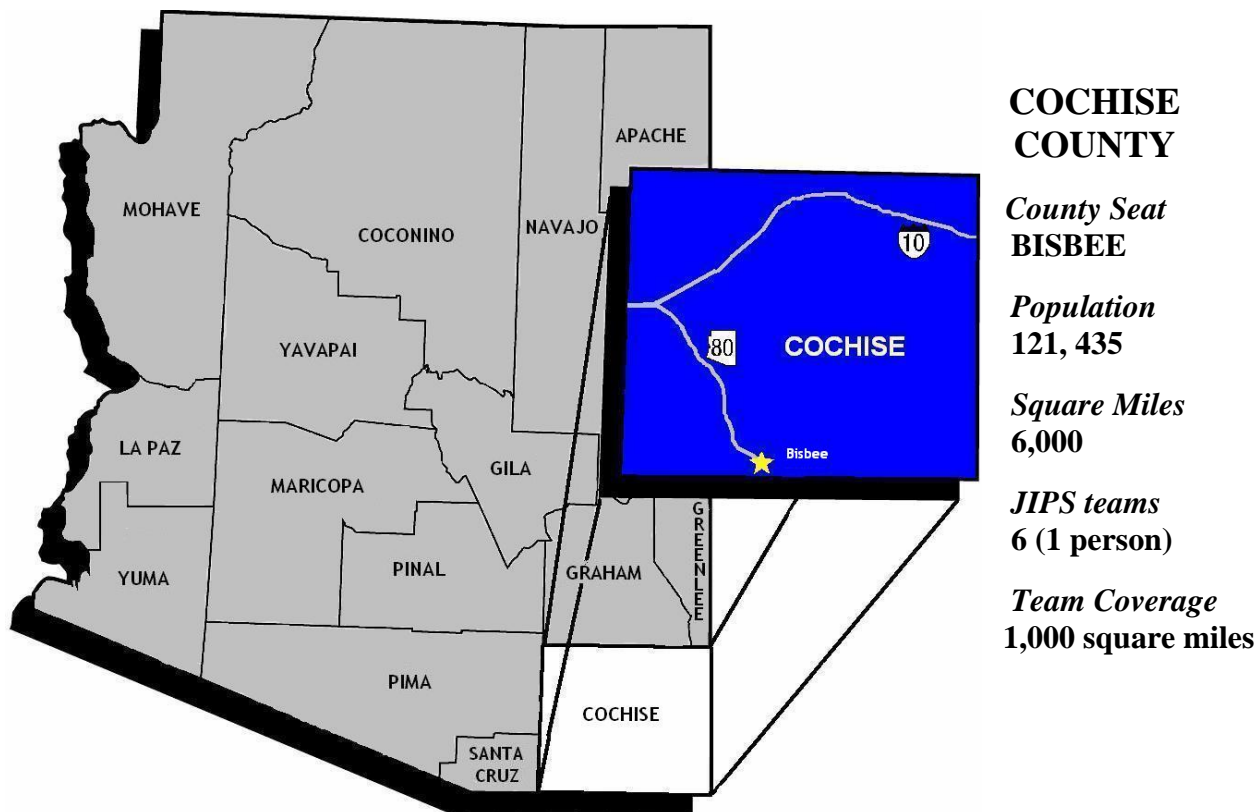 COCHISE
COUNTY
County Seat
BISBEE
Population
121, 435
Square Miles
6,000
JIPS teams
6 (1 person)
Team Coverage
1,000 square miles
APACHE
MOHAVE
COCONINO
NAVAJO
10
YAVAPAI
80
COCHISE
Bisbee
LA PAZ
MARICOPA
GILA
GREENLEE
YUMA
PINAL
GRAHAM
PIMA
COCHISE
SANTA
CRUZ